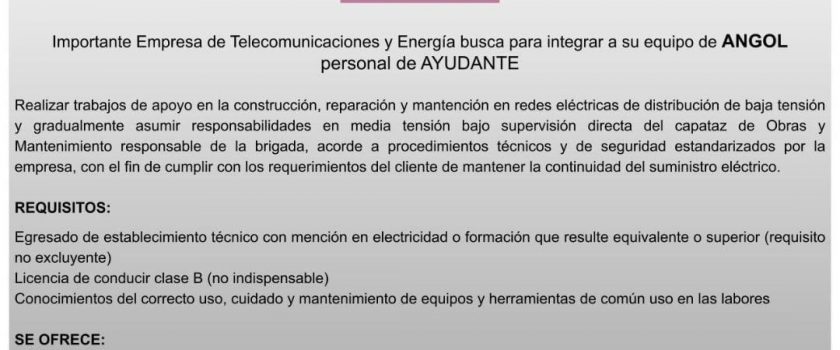 Importante Empresa de Telecomunicaciones y Energía busca para integrar a su equipo de ANGOL
personal de AYUDANTE
Realizar trabajos de apoyo en la construcción, reparación y mantención en redes eléctricas de distribución de baja tensión
y gradualmente asumir responsabilidades en media tensión bajo supervisión directa del capataz de Obras y
Mantenimiento responsable de la brigada, acorde a procedimientos técnicos y de seguridad estandarizados por la
empresa, con el fin de cumplir con los requerimientos del cliente de mantener la continuidad del suministro eléctrico.
REQUISITOS:
Egresado de establecimiento técnico con mención en electricidad o formación que resulte equivalente o superior (requisito
no excluyente)
Licencia de conducir clase B (no indispensable)
Conocimientos del correcto uso, cuidado y mantenimiento de equipos y herramientas de común uso en las labores
SE OFRECE: